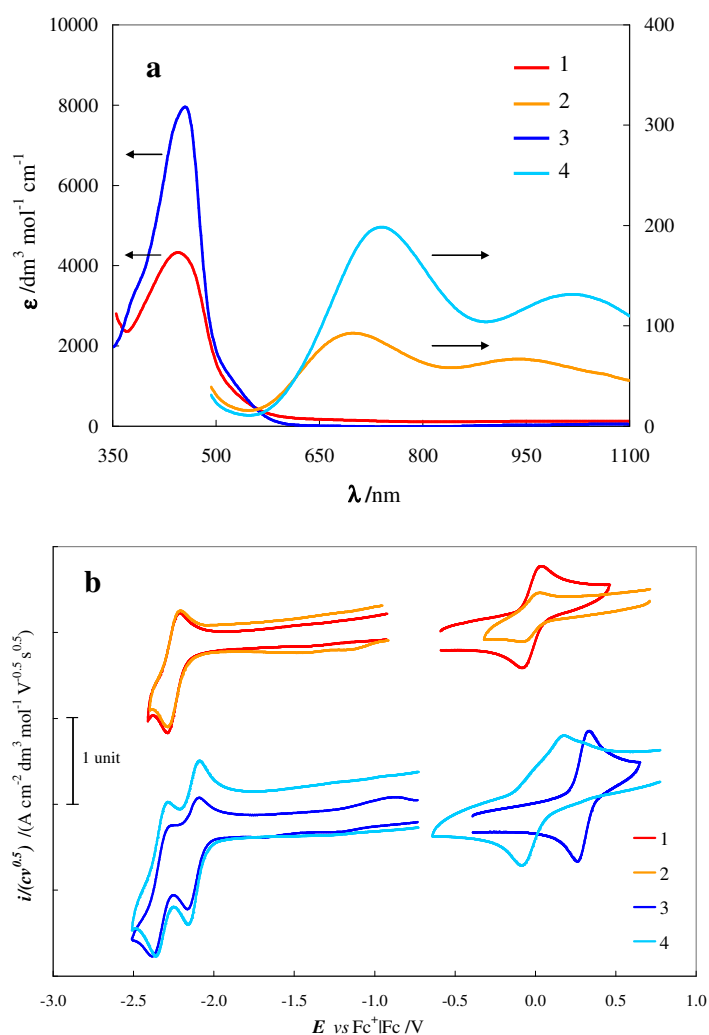 a
10000
8000
6000
4000
2000
0
400
300
200
100
0
1
2
3
4
350 500 650 800 950 1100
ε /dm³ mol⁻¹ cm⁻¹
λ /nm
b
1 unit
1
2
3
4
i/(cv^0.5) /(A cm⁻² dm³ mol⁻¹ V^-0.5 s^0.5)
-3.0 -2.5 -2.0 -1.5 -1.0 -0.5 0.0 0.5 1.0
E vs Fc⁺|Fc /V